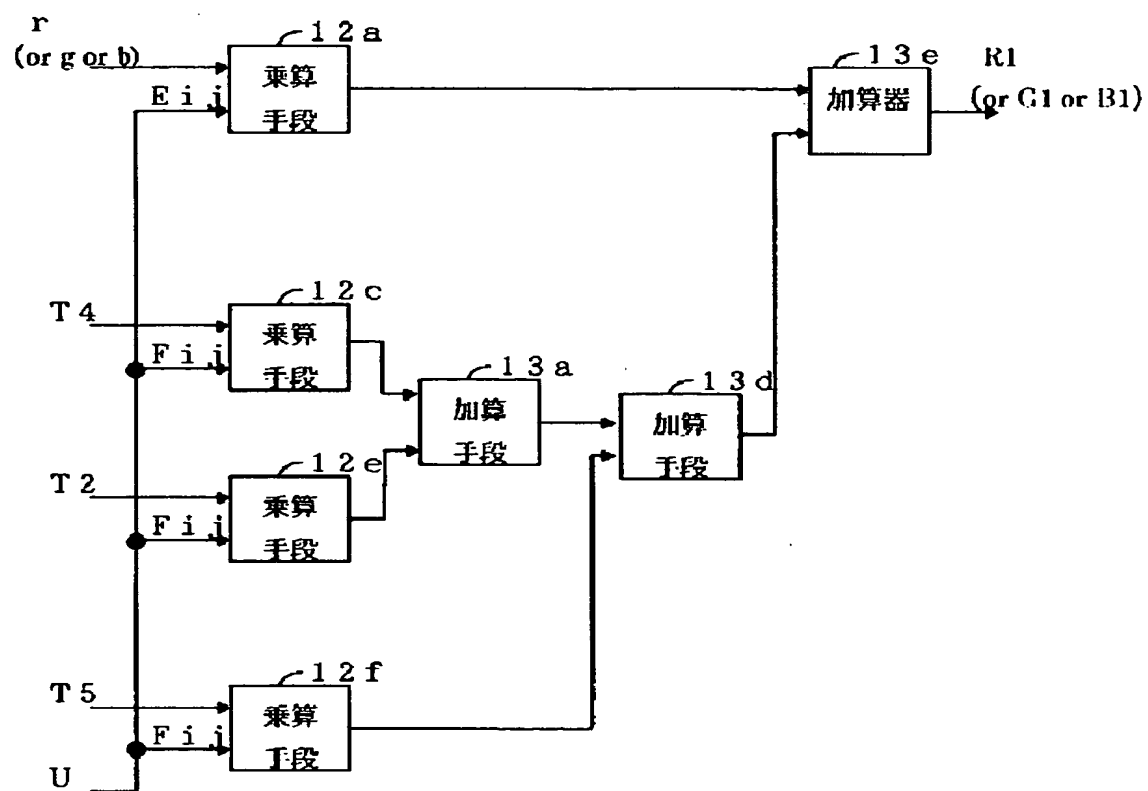 r
(or g or b)
Eij
12a
乗算
手段
13e
加算器
R1
(or G1 or B1)
T4
Fij
12c
乗算
手段
13a
加算
手段
13d
加算
手段
T2
Fij
12e
乗算
手段
T5
Fij
12f
乗算
手段
U